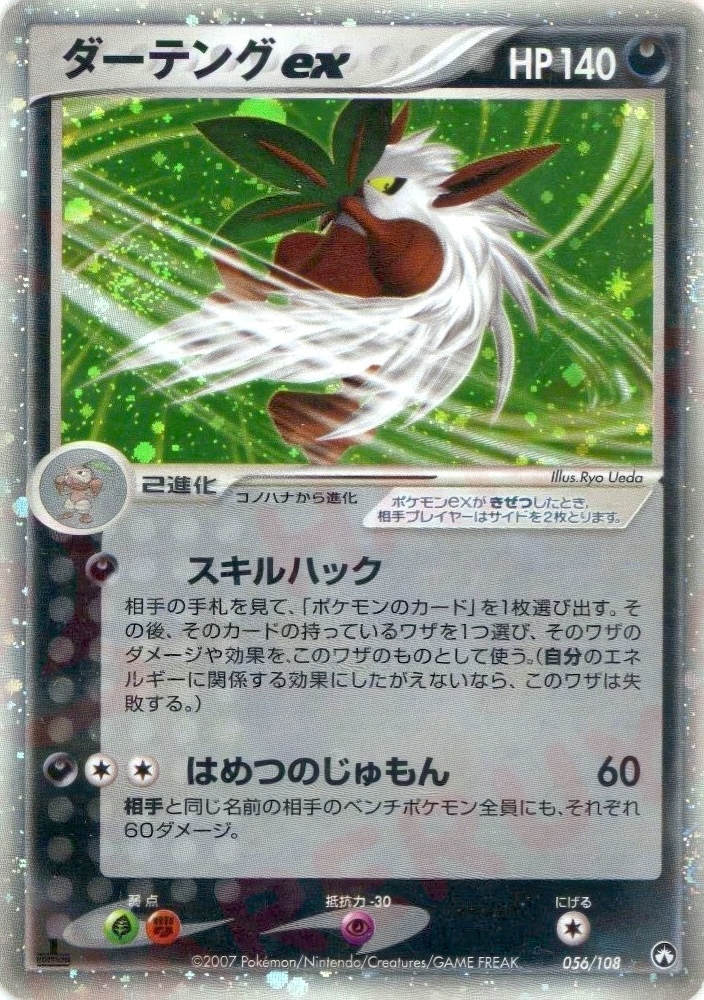 ダーテングex HP 140
Illus.Ryo Ueda
2進化 コノハナから進化
ポケモンexが きぜつしたとき、
相手プレイヤーはサイドを2枚とります。
スキルハック
相手の手札を見て、「ポケモンのカード」を1枚選び出す。そ
の後、そのカードの持っているワザを1つ選び、そのワザの
ダメージや効果を、このワザのものとして使う。(自分のエネ
ルギーに関係する効果にしたがえないなら、このワザは失
敗する。)
はめつのじゅもん 60
相手と同じ名前の相手のベンチポケモン全員にも、それぞれ
60ダメージ。
弱点 抵抗力 -30 にげる
1
EDITION
©2007 Pokémon/Nintendo/Creatures/GAME FREAK 056/108